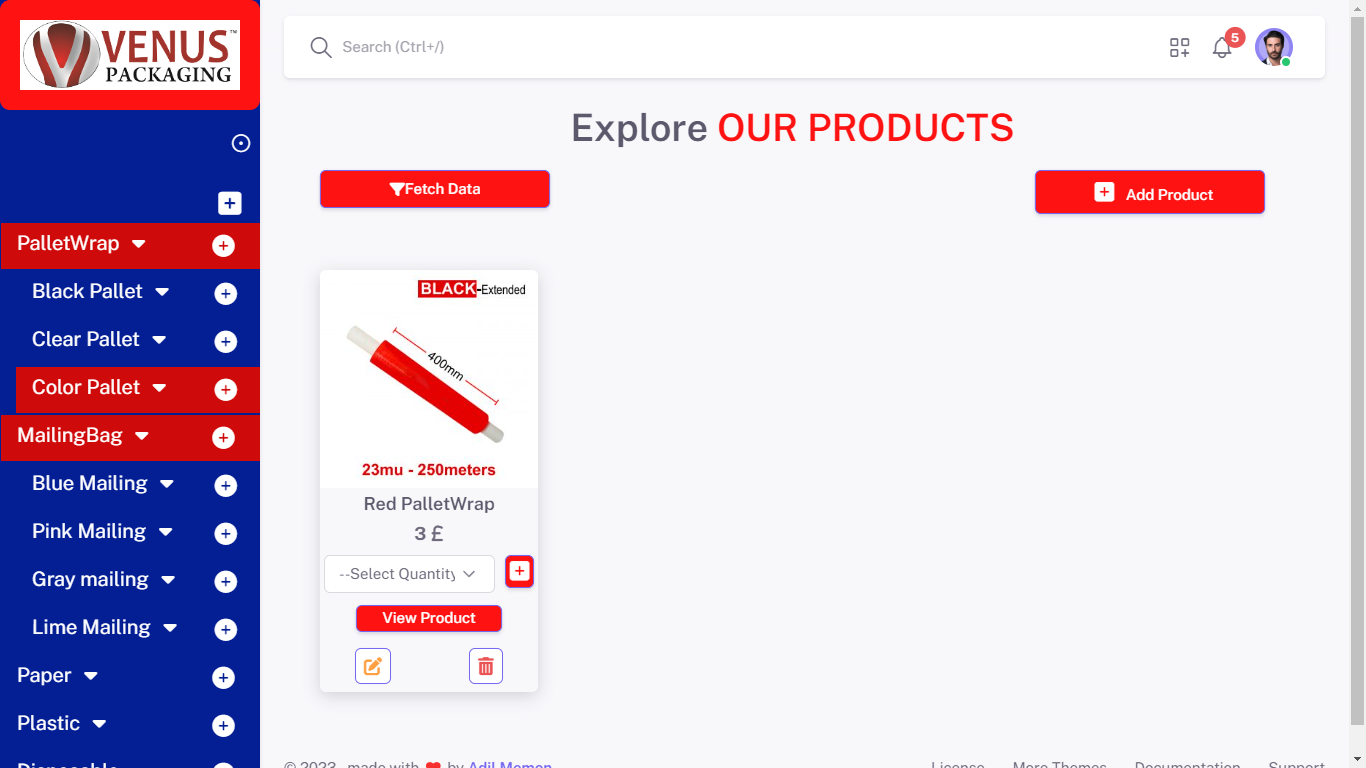 VENUS™
PACKAGING
PalletWrap
Black Pallet
Clear Pallet
Color Pallet
MailingBag
Blue Mailing
Pink Mailing
Gray mailing
Lime Mailing
Paper
Plastic
Disposable
Search (Ctrl+/)
5
Explore OUR PRODUCTS
Fetch Data
Add Product
BLACK-Extended
400mm
23mu - 250meters
Red PalletWrap
3 £
--Select Quantity
View Product
© 2023 , made with ❤ by Adil Memon
License
More Themes
Documentation
Support